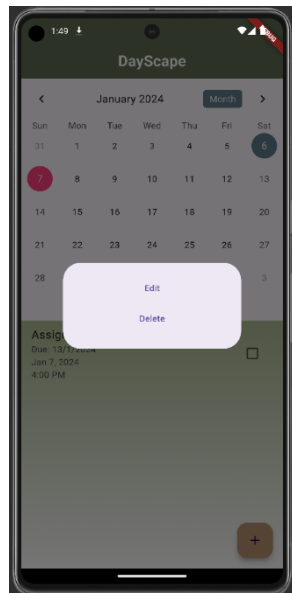 1:49
DEBUG
DayScape
January 2024 Month
Sun Mon Tue Wed Thu Fri Sat
31 1 2 3 4 5 6
7 8 9 10 11 12 13
14 15 16 17 18 19 20
21 22 23 24 25 26 27
28 3
Edit
Delete
Due: 13/1/2024
Jan 7, 2024
4:00 PM
+